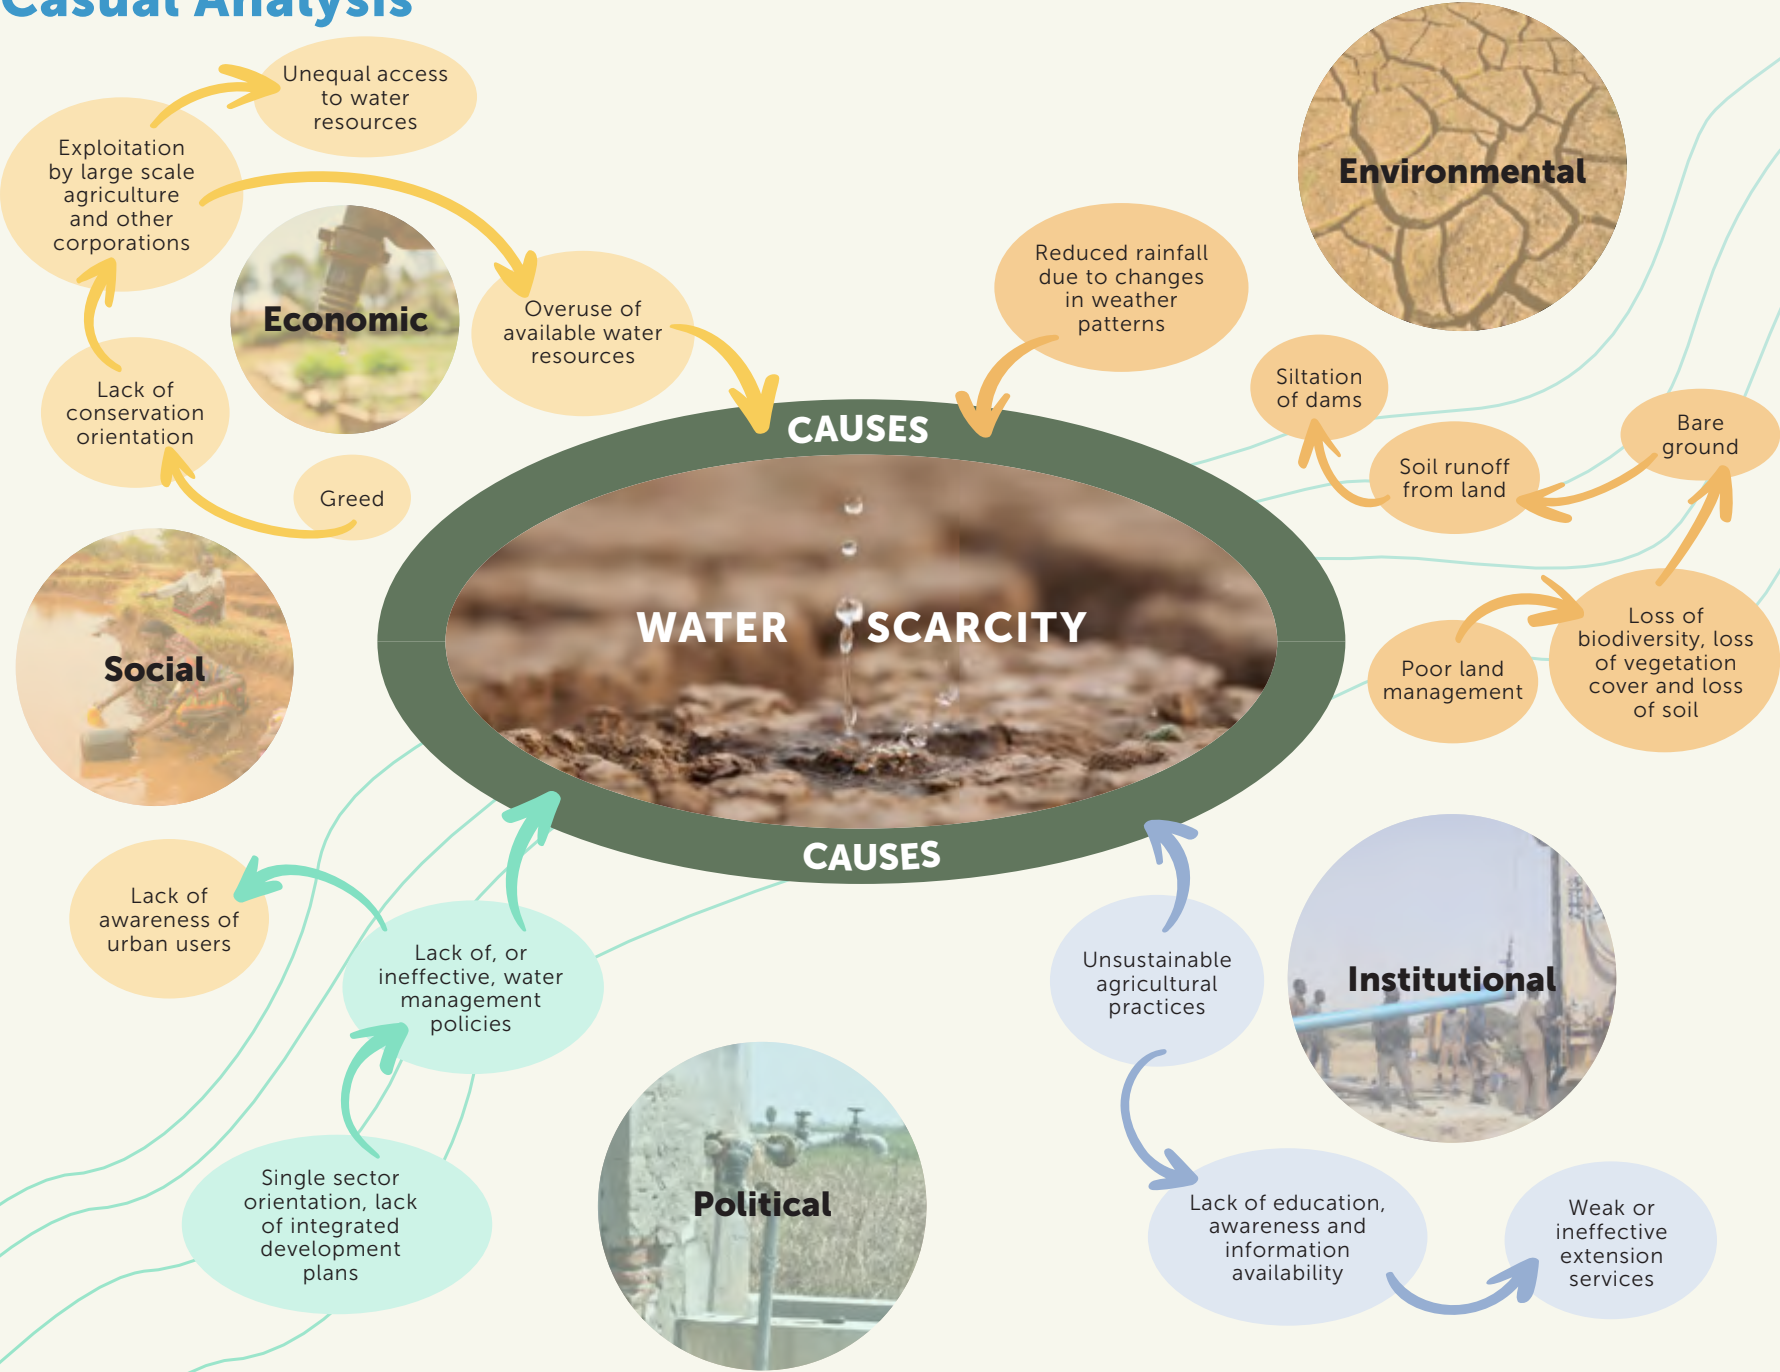 Casual Analysis
Unequal access
to water
resources
Exploitation
by large scale
agriculture
and other
corporations
Economic
Overuse of
available water
resources
Lack of
conservation
orientation
Greed
Social
Reduced rainfall
due to changes
in weather
patterns
Environmental
Siltation
of dams
Soil runoff
from land
Bare
ground
Poor land
management
Loss of
biodiversity, loss
of vegetation
cover and loss
of soil
CAUSES
WATER SCARCITY
CAUSES
Lack of
awareness of
urban users
Lack of, or
ineffective, water
management
policies
Single sector
orientation, lack
of integrated
development
plans
Political
Unsustainable
agricultural
practices
Institutional
Lack of education,
awareness and
information
availability
Weak or
ineffective
extension
services